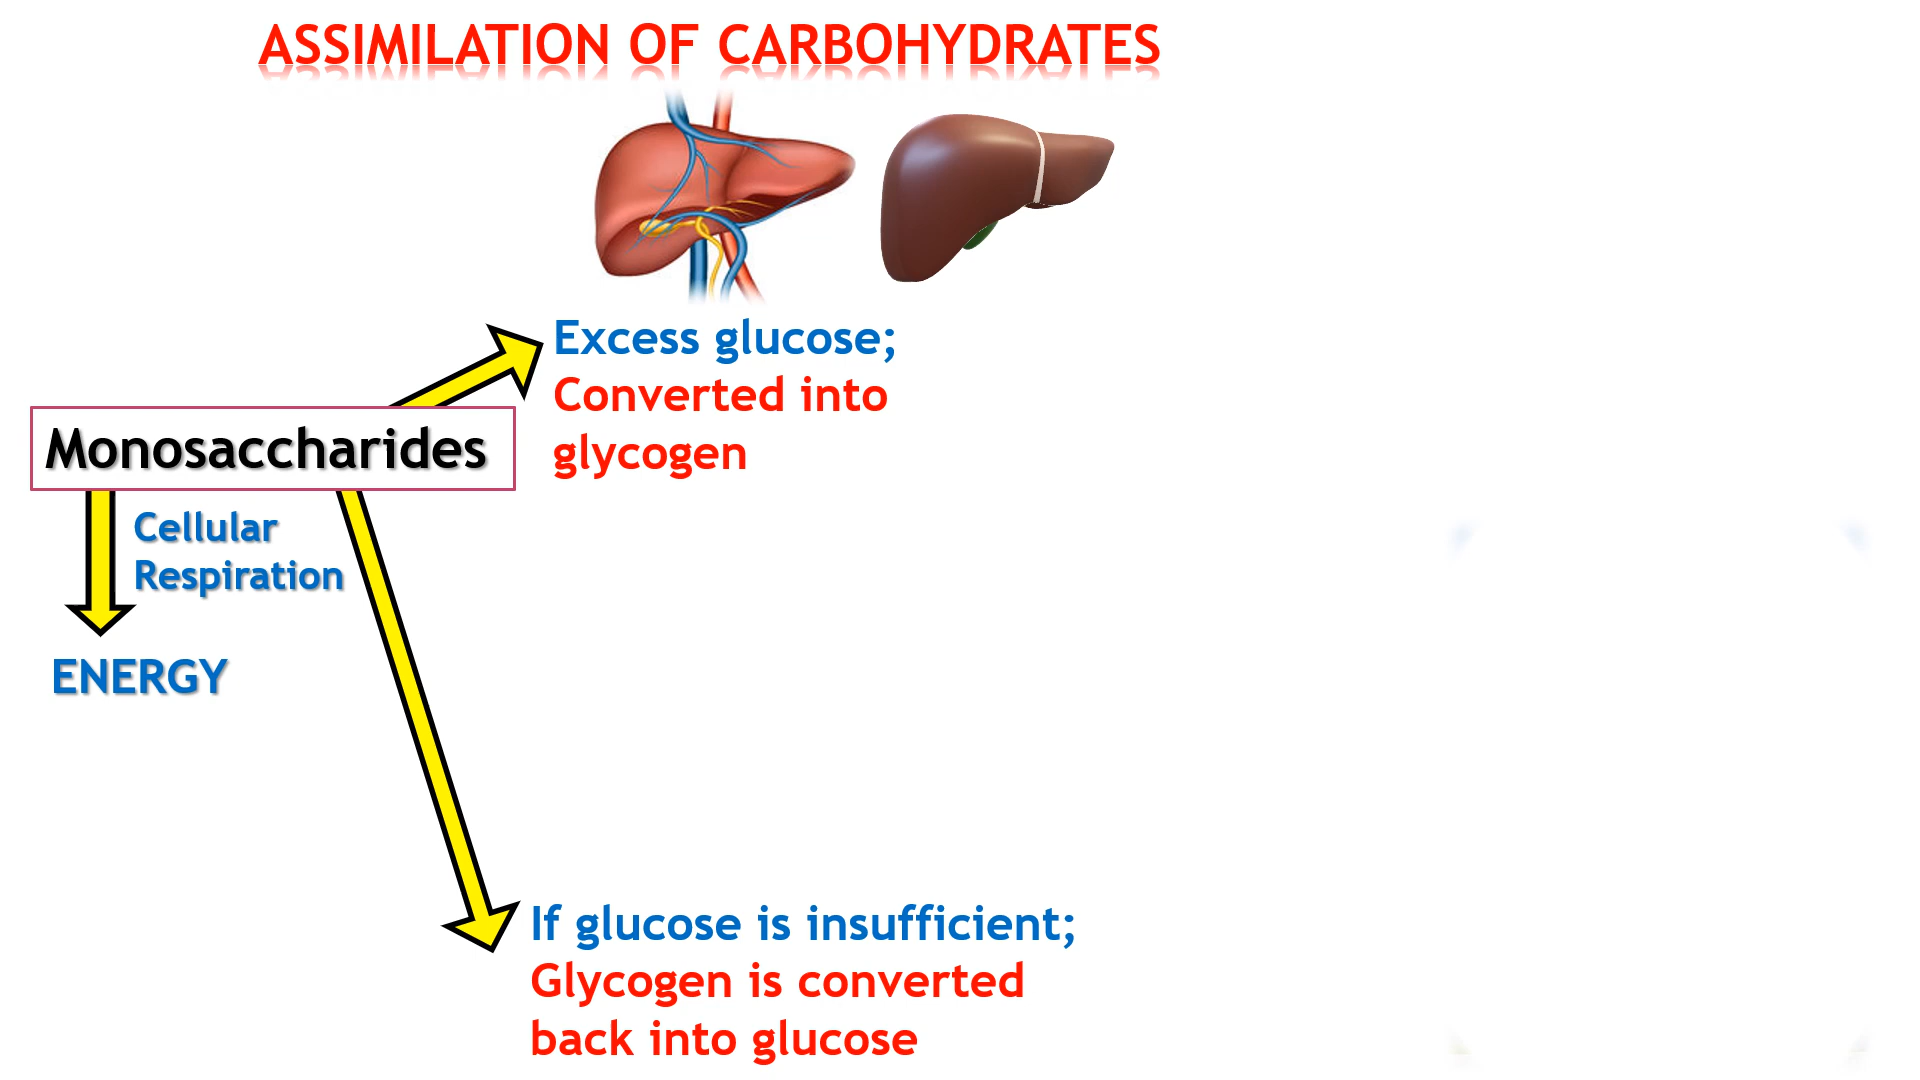 ASSIMILATION OF CARBOHYDRATES
Excess glucose;
Converted into
glycogen
Monosaccharides
Cellular
Respiration
ENERGY
If glucose is insufficient;
Glycogen is converted
back into glucose